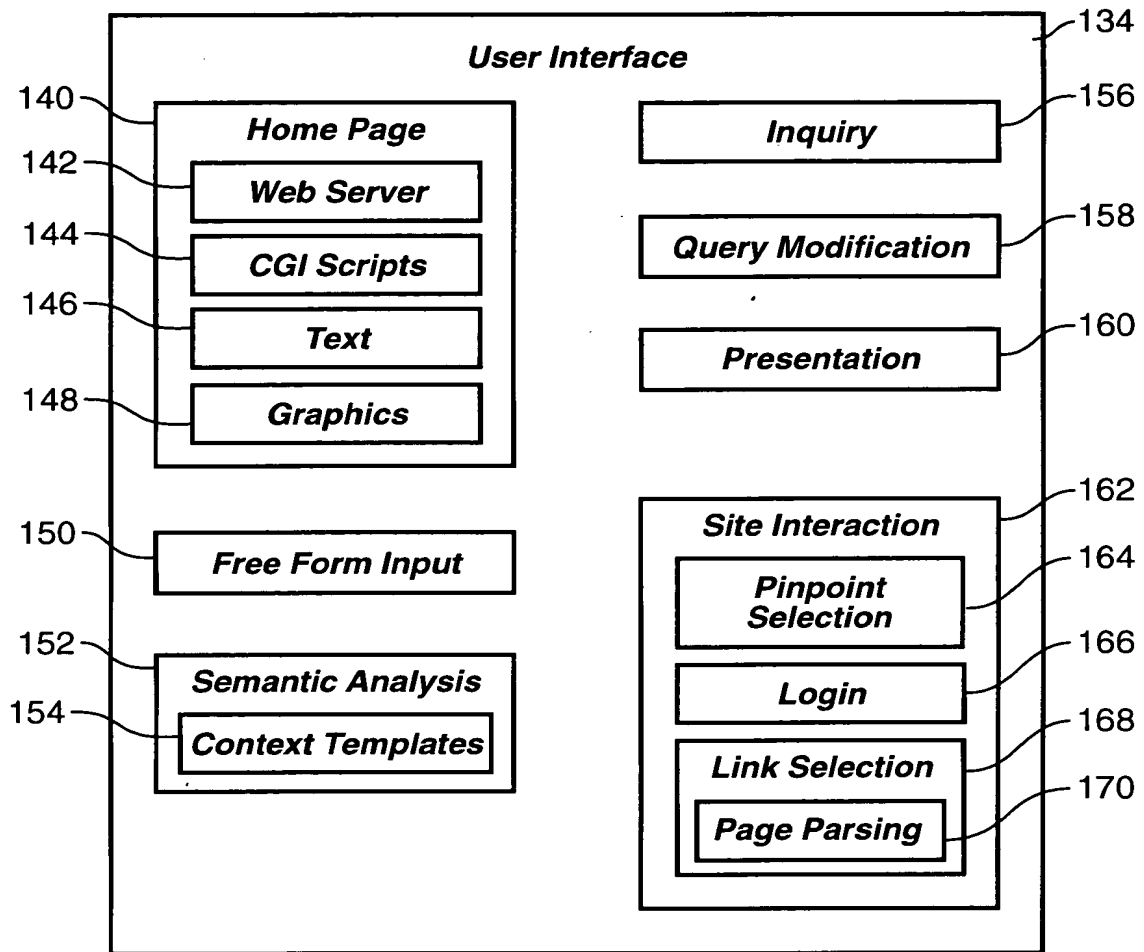 134
User Interface
140
Home Page
156
Inquiry
142
Web Server
144
CGI Scripts
158
Query Modification
146
Text
160
Presentation
148
Graphics
162
Site Interaction
150
Free Form Input
164
Pinpoint
Selection
152
Semantic Analysis
166
Login
154
Context Templates
168
Link Selection
170
Page Parsing